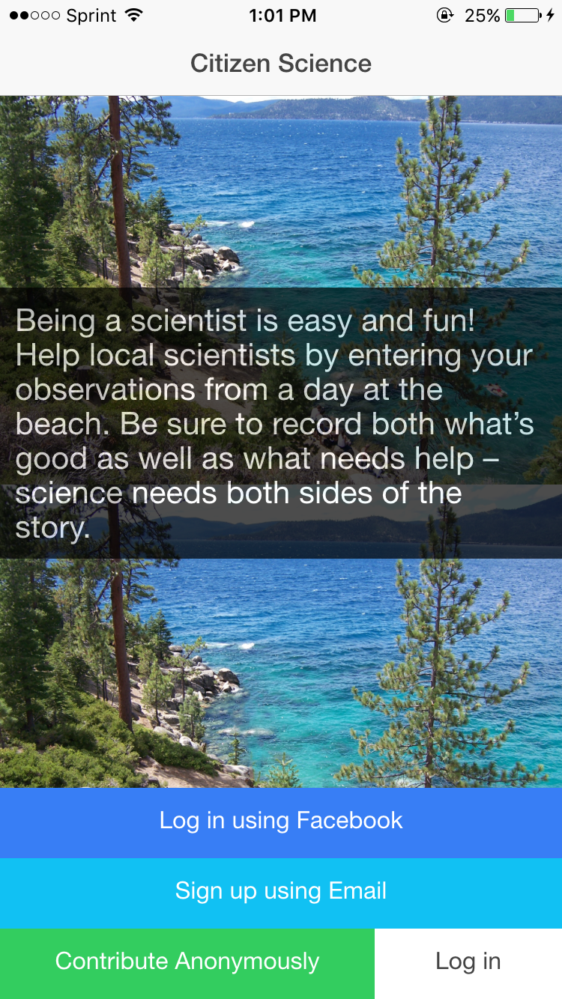 Sprint 1:01 PM 25%
Citizen Science
Being a scientist is easy and fun!
Help local scientists by entering your
observations from a day at the
beach. Be sure to record both what’s
good as well as what needs help –
science needs both sides of the
story.
Log in using Facebook
Sign up using Email
Contribute Anonymously Log in